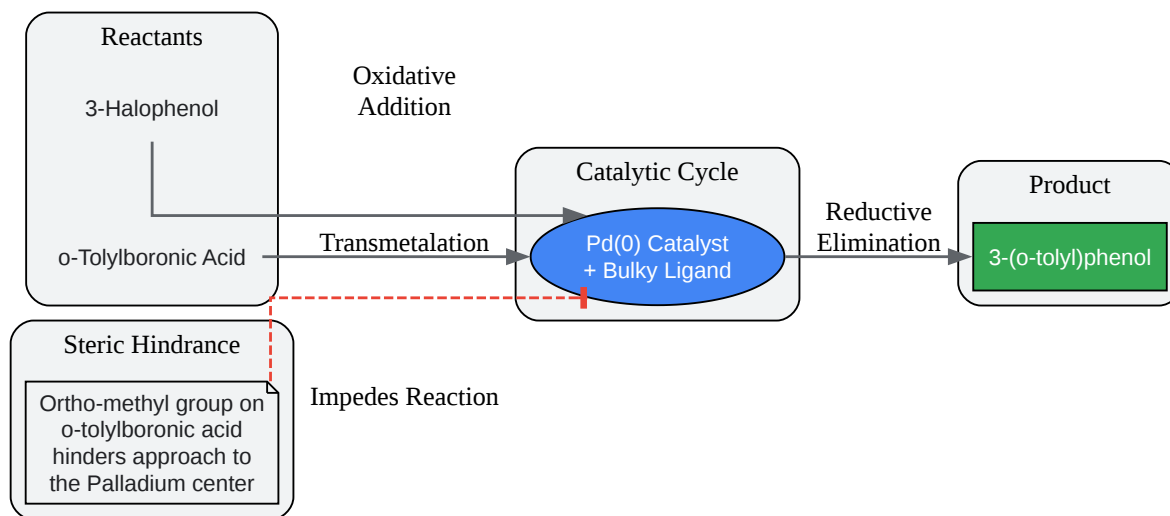 Reactants
3-Halophenol
o-Tolylboronic Acid
Oxidative
Addition
Transmetalation
Catalytic Cycle
Pd(0) Catalyst
+ Bulky Ligand
Reductive
Elimination
Product
3-(o-tolyl)phenol
Steric Hindrance
Ortho-methyl group on
o-tolylboronic acid
hinders approach to
the Palladium center
Impedes Reaction